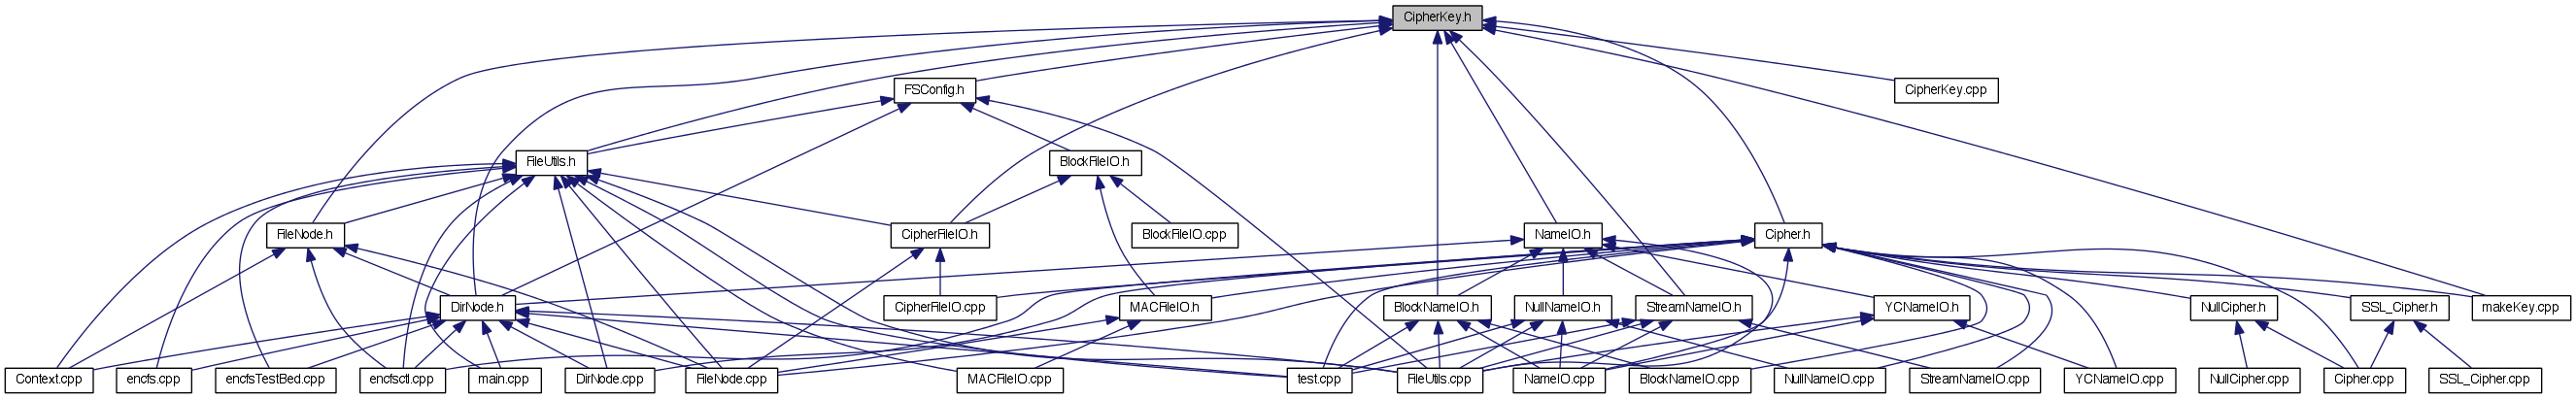 CipherKey.h
FSConfig.h
CipherKey.cpp
FileUtils.h
BlockFileIO.h
FileNode.h
CipherFileIO.h
BlockFileIO.cpp
NameIO.h
Cipher.h
DirNode.h
CipherFileIO.cpp
MACFileIO.h
BlockNameIO.h
NullNameIO.h
StreamNameIO.h
YCNameIO.h
NullCipher.h
SSL_Cipher.h
makeKey.cpp
Context.cpp
encfs.cpp
encfsTestBed.cpp
encfsctl.cpp
main.cpp
DirNode.cpp
FileNode.cpp
MACFileIO.cpp
test.cpp
FileUtils.cpp
NameIO.cpp
BlockNameIO.cpp
NullNameIO.cpp
StreamNameIO.cpp
YCNameIO.cpp
NullCipher.cpp
Cipher.cpp
SSL_Cipher.cpp